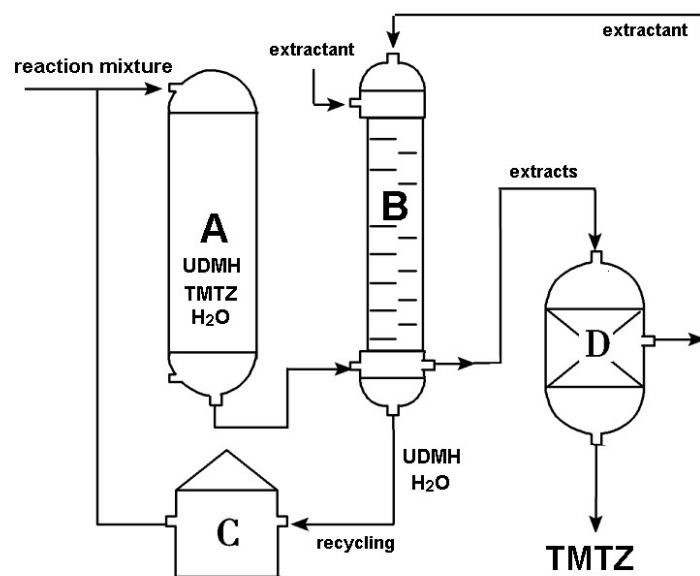 extractant
extractant
reaction mixture
A
UDMH
TMTZ
H₂O
B
extracts
D
UDMH
H₂O
C
recycling
TMTZ